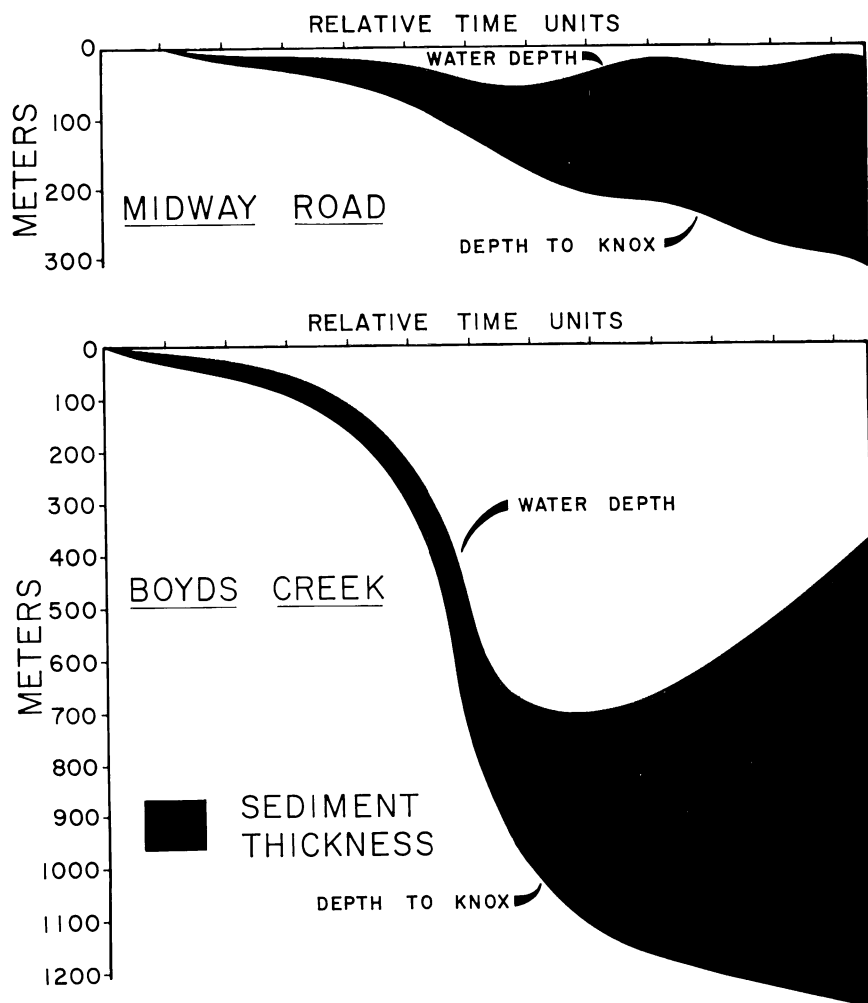 RELATIVE TIME UNITS
0
WATER DEPTH
METERS
100
200
MIDWAY ROAD
DEPTH TO KNOX
300
RELATIVE TIME UNITS
0
100
200
300
WATER DEPTH
400
METERS
BOYDS CREEK
500
600
700
800
SEDIMENT
900
THICKNESS
1000
DEPTH TO KNOX
1100
1200